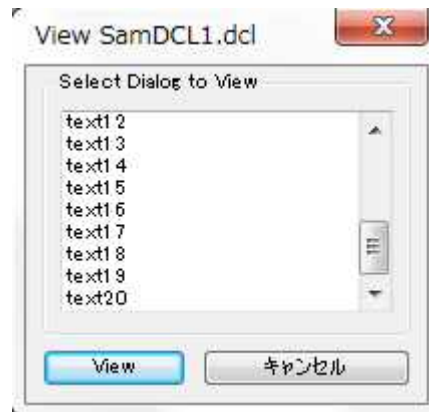 View SamDCL1.dcl
Select Dialog to View
text12
text13
text14
text15
text16
text17
text18
text19
text20
View
キャンセル